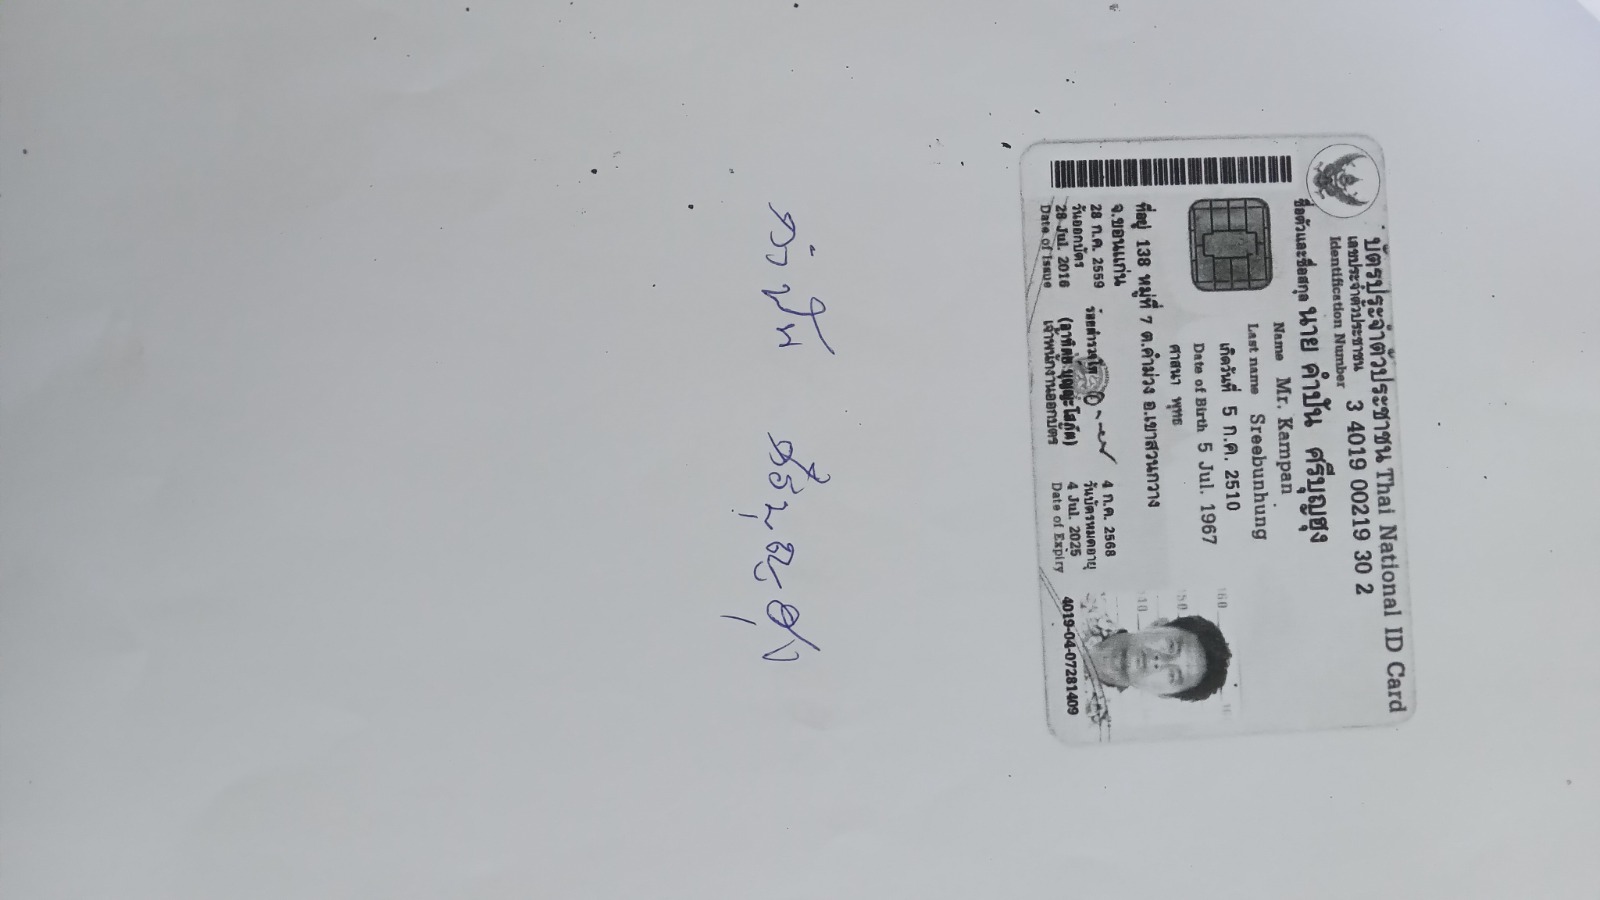 บัตรประจำตัวประชาชน Thai National ID Card
เลขประจำตัวประชาชน
Identification Number
3 4019 00219 30 2
ชื่อตัวและชื่อสกุล นาย คำปัน ศรีบุญฮุง
Name Mr. Kampan
Last name Sreebunhung
เกิดวันที่ 5 ก.ค. 2510
Date of Birth 5 Jul. 1967
ศาสนา พุทธ
ที่อยู่ 138 หมู่ที่ 7 ต.คำม่วง อ.เขาสวนกวาง
จ.ขอนแก่น
28 ก.ค. 2559
วันออกบัตร
28 Jul. 2016
Date of Issue
เจ้าพนักงานออกบัตร
4 ก.ค. 2568
วันบัตรหมดอายุ
4 Jul. 2025
Date of Expiry
160
150
4019-04-07281409
คำปัน ศรีบุญฮุง